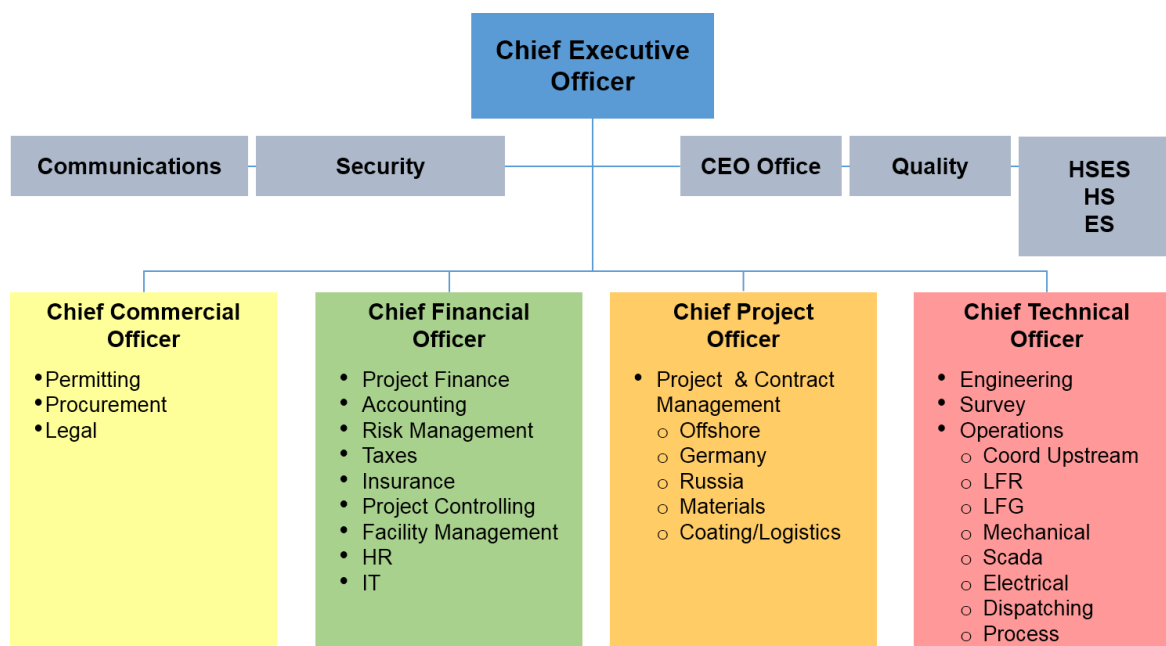 Chief Executive
Officer
Communications
Security
CEO Office
Quality
HSES
HS
ES
Chief Commercial
Officer
•Permitting
•Procurement
•Legal
Chief Financial
Officer
• Project Finance
• Accounting
• Risk Management
• Taxes
• Insurance
• Project Controlling
• Facility Management
• HR
• IT
Chief Project
Officer
• Project & Contract
Management
o Offshore
o Germany
o Russia
o Materials
o Coating/Logistics
Chief Technical
Officer
• Engineering
• Survey
• Operations
o Coord Upstream
o LFR
o LFG
o Mechanical
o Scada
o Electrical
o Dispatching
o Process